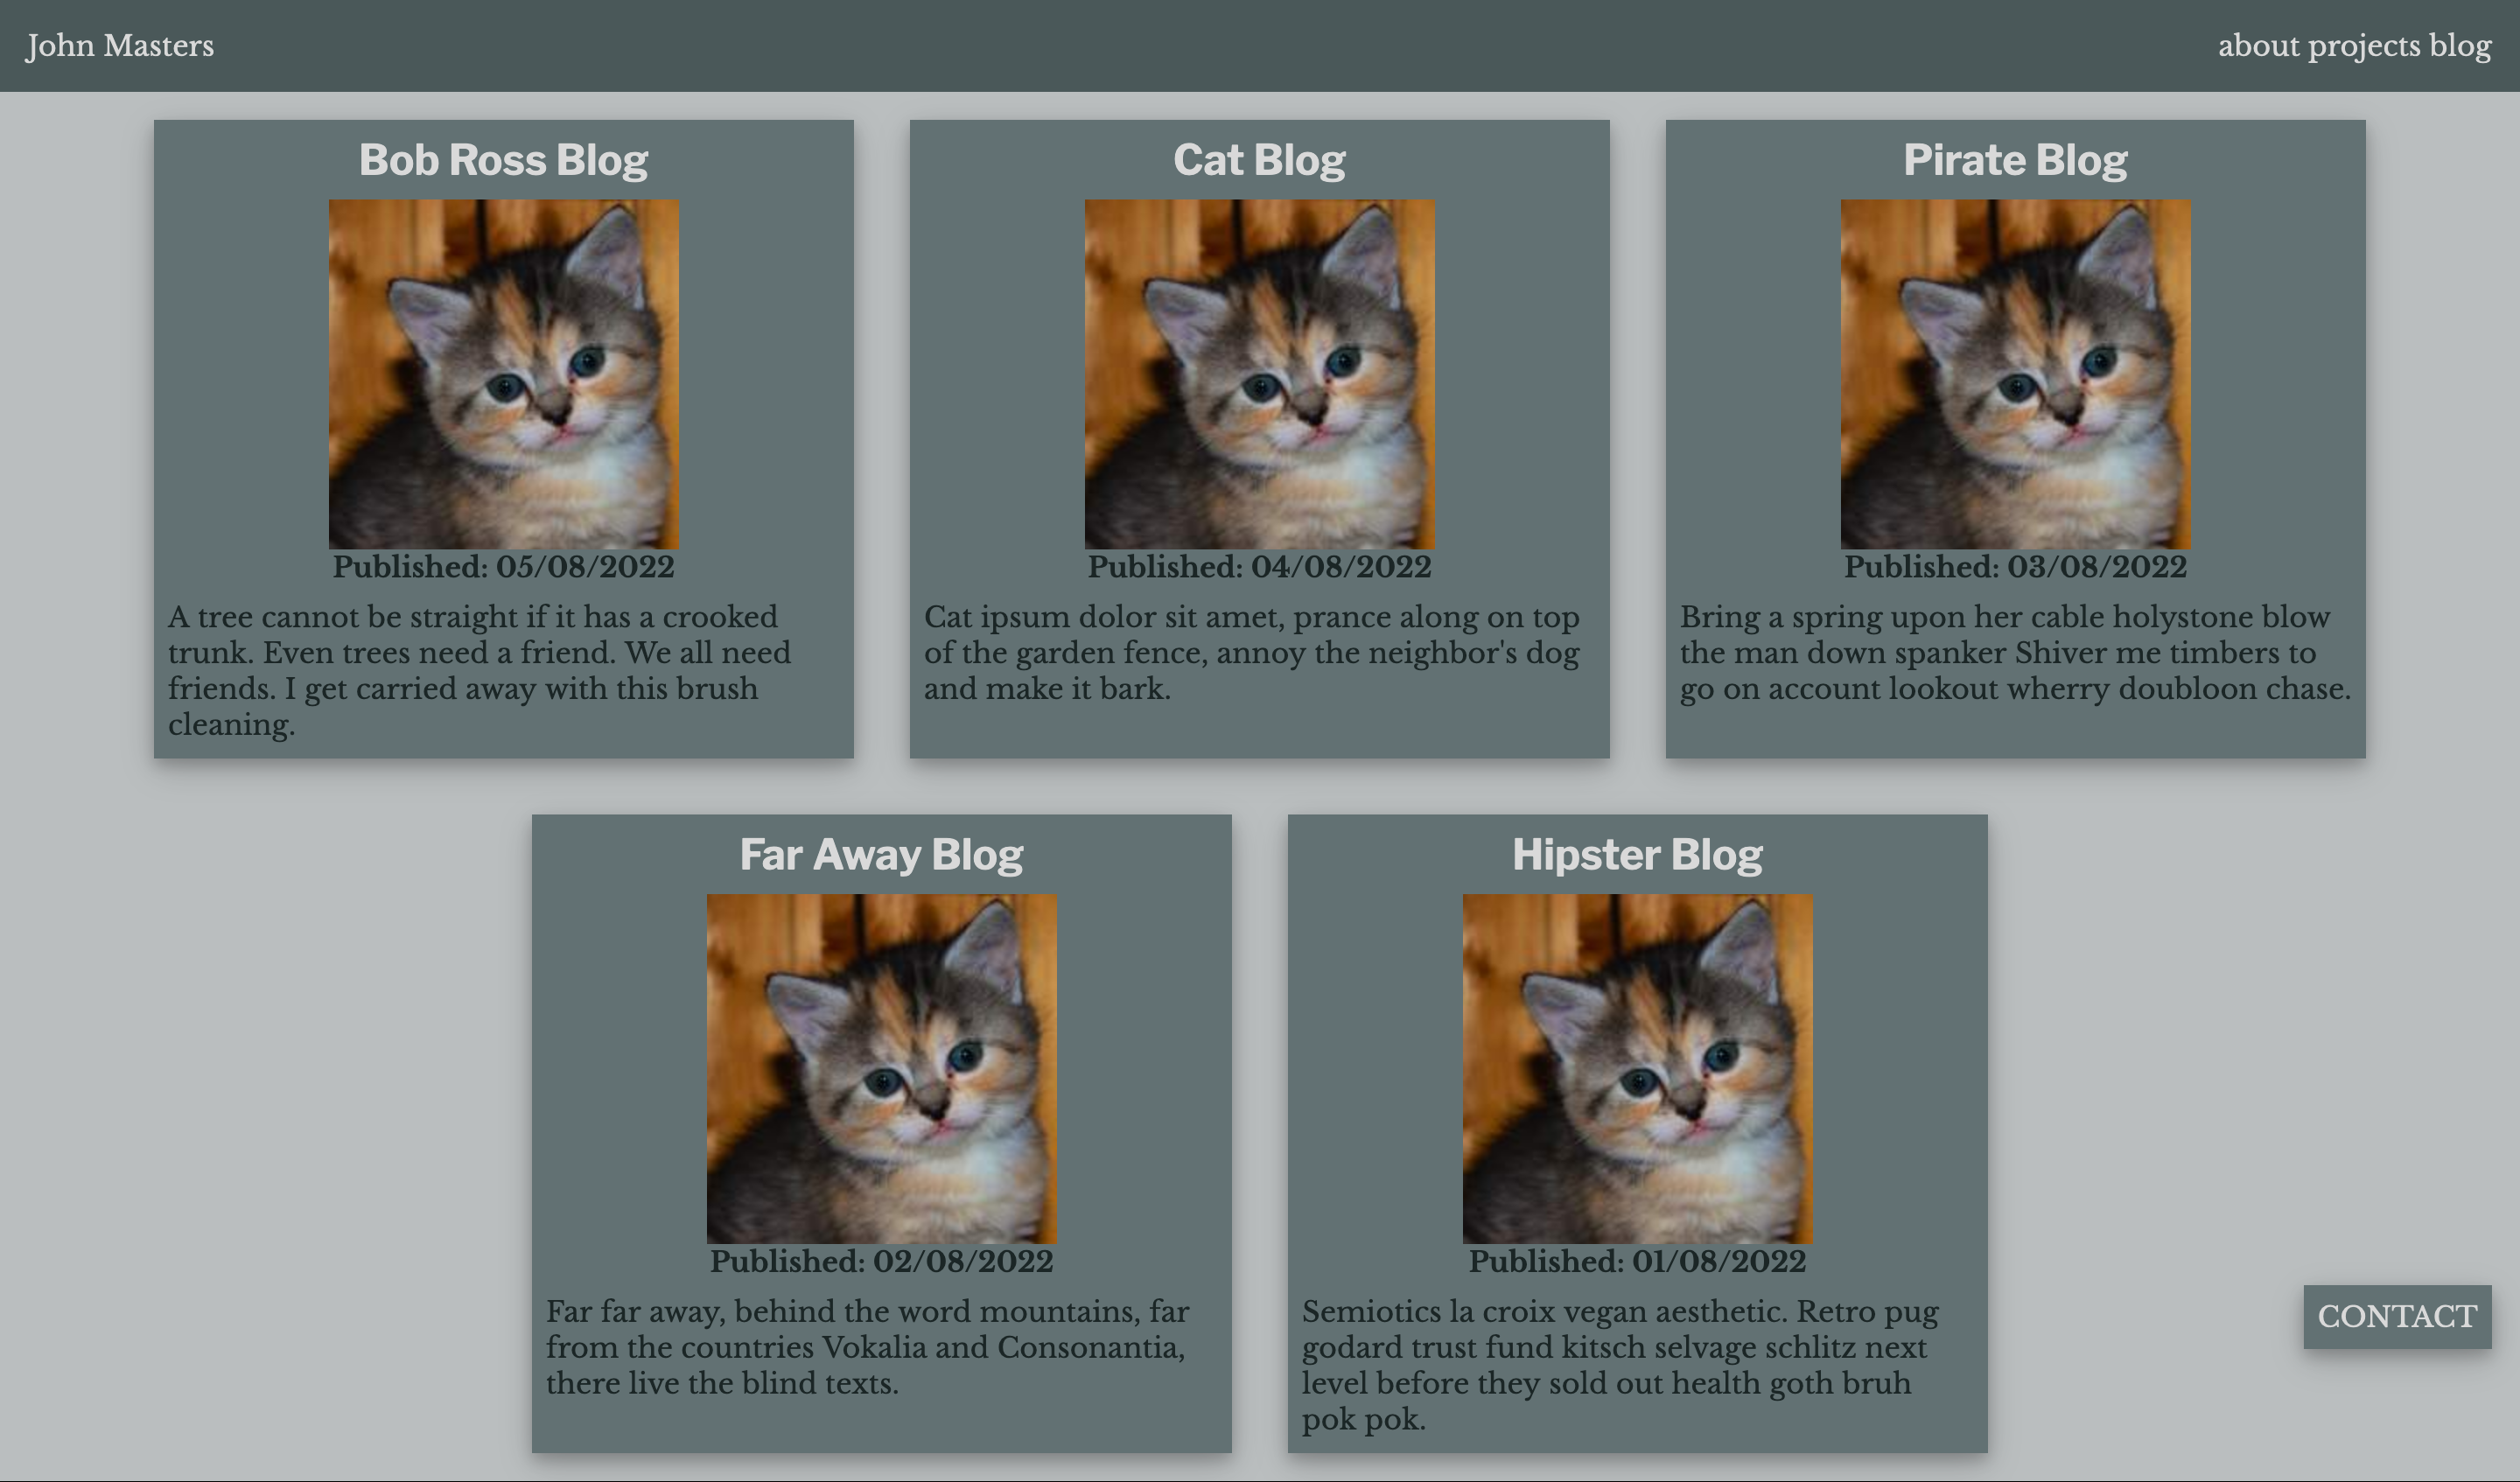 John Masters
about projects blog
Bob Ross Blog
Published: 05/08/2022
A tree cannot be straight if it has a crooked
trunk. Even trees need a friend. We all need
friends. I get carried away with this brush
cleaning.
Cat Blog
Published: 04/08/2022
Cat ipsum dolor sit amet, prance along on top
of the garden fence, annoy the neighbor's dog
and make it bark.
Pirate Blog
Published: 03/08/2022
Bring a spring upon her cable holystone blow
the man down spanker Shiver me timbers to
go on account lookout wherry doubloon chase.
Far Away Blog
Published: 02/08/2022
Far far away, behind the word mountains, far
from the countries Vokalia and Consonantia,
there live the blind texts.
Hipster Blog
Published: 01/08/2022
Semiotics la croix vegan aesthetic. Retro pug
godard trust fund kitsch selvage schlitz next
level before they sold out health goth bruh
pok pok.
CONTACT